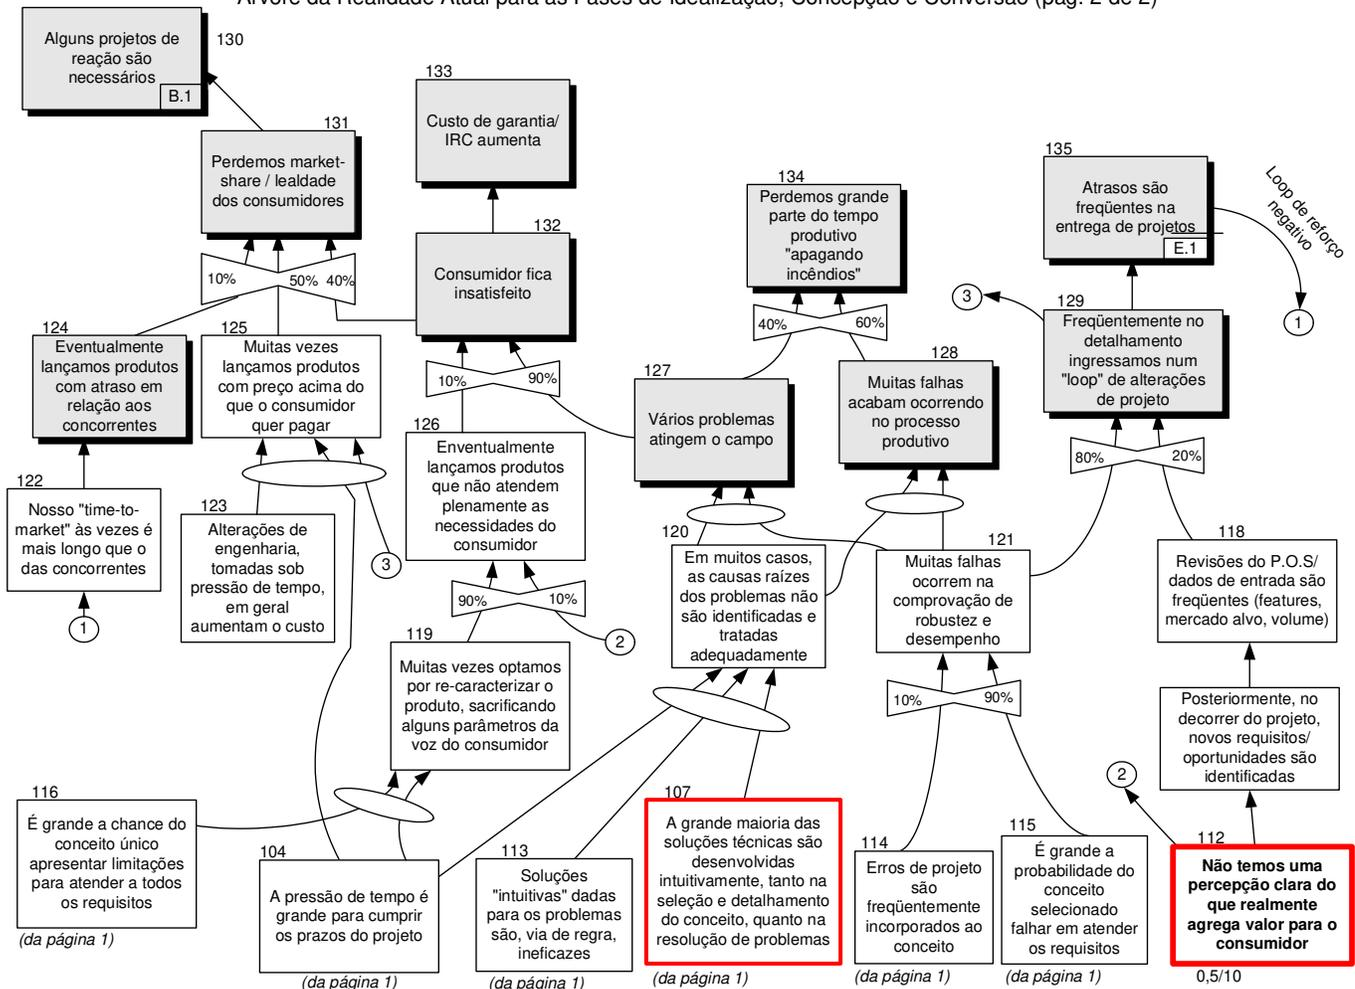 Árvore da Realidade Atual para as Fases de Idealização, Concepção e Conversão (pág. 2 de 2)
Alguns projetos de
reação são
necessários
B.1
130
133
Custo de garantia/
IRC aumenta
131
Perdemos market-
share / lealdade
dos consumidores
135
Atrasos são
freqüentes na
entrega de projetos
E.1
Loop de reforço
negativo
134
Perdemos grande
parte do tempo
produtivo
"apagando
incêndios"
132
Consumidor fica
insatisfeito
10%
50%
40%
3
1
129
Freqüentemente no
detalhamento
ingressamos num
"loop" de alterações
de projeto
40%
60%
124
Eventualmente
lançamos produtos
com atraso em
relação aos
concorrentes
125
Muitas vezes
lançamos produtos
com preço acima do
que o consumidor
quer pagar
10%
90%
127
Vários problemas
atingem o campo
128
Muitas falhas
acabam ocorrendo
no processo
produtivo
126
Enventualmente
lançamos produtos
que não atendem
plenamente as
necessidades do
consumidor
80%
20%
122
Nosso "time-to-
market" às vezes é
mais longo que o
das concorrentes
1
123
Alterações de
engenharia,
tomadas sob
pressão de tempo,
em geral
aumentam o custo
3
120
Em muitos casos,
as causas raízes
dos problemas não
são identificadas e
tratadas
adequadamente
121
Muitas falhas
ocorrem na
comprovação de
robustez e
desempenho
118
Revisões do P.O.S/
dados de entrada são
freqüentes (features,
mercado alvo, volume)
90%
10%
2
119
Muitas vezes optamos
por re-caracterizar o
produto, sacrificando
alguns parâmetros da
voz do consumidor
10%
90%
Posteriormente, no
decorrer do projeto,
novos requisitos/
oportunidades são
identificadas
2
116
É grande a chance do
conceito único
apresentar limitações
para atender a todos
os requisitos
(da página 1)
104
A pressão de tempo é
grande para cumprir
os prazos do projeto
(da página 1)
113
Soluções
"intuitivas" dadas
para os problemas
são, via de regra,
ineficazes
(da página 1)
107
A grande maioria das
soluções técnicas são
desenvolvidas
intuitivamente, tanto na
seleção e detalhamento
do conceito, quanto na
resolução de problemas
(da página 1)
114
Erros de projeto
são
freqüentemente
incorporados ao
conceito
(da página 1)
115
É grande a
probabilidade do
conceito
selecionado
falhar em atender
os requisitos
(da página 1)
112
Não temos uma
percepção clara do
que realmente
agrega valor para o
consumidor
0,5/10